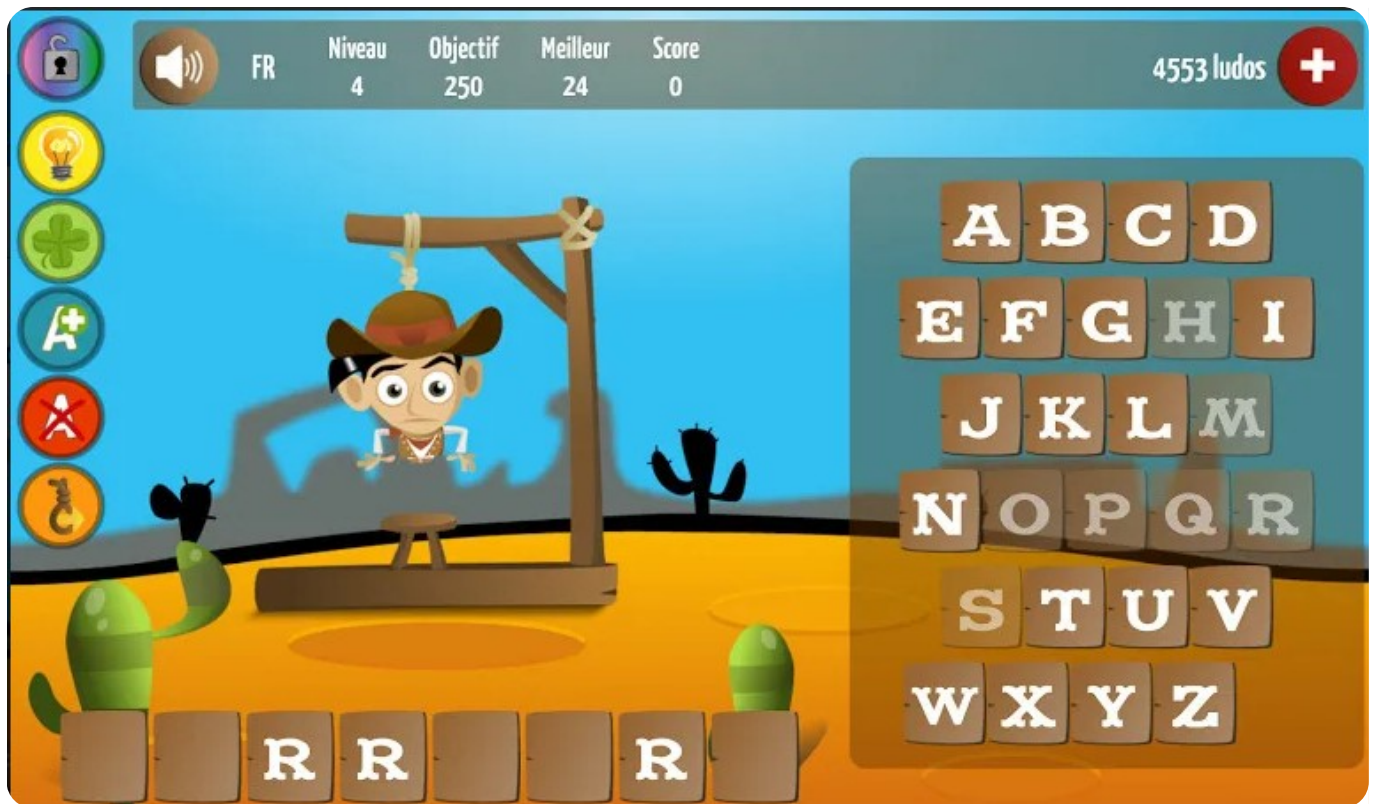 FR Niveau Objectif Meilleur Score 4553 ludos
4 250 24 0
A B C D
E F G H I
J K L M
N O P Q R
S T U V
W X Y Z
R R R